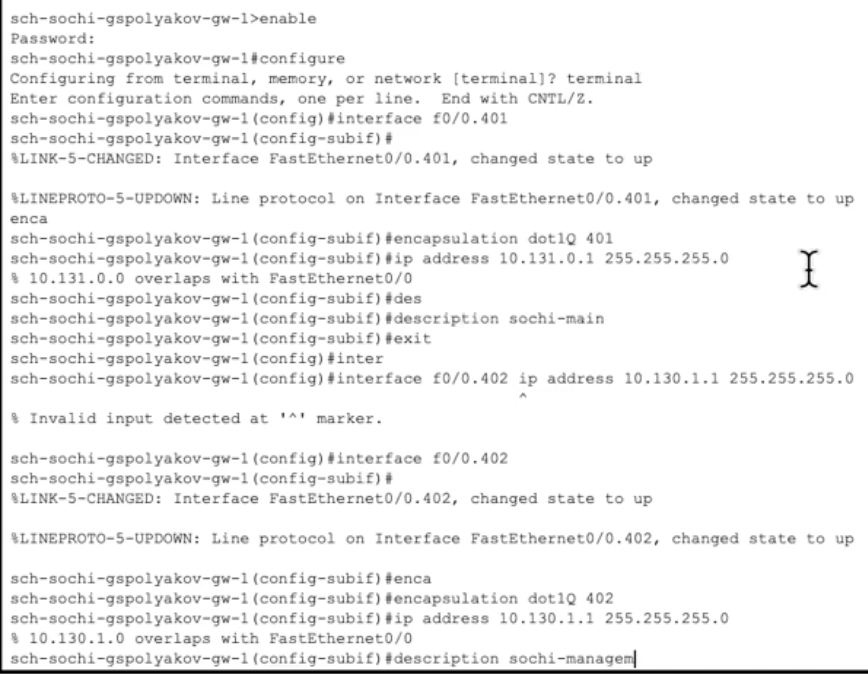 sch-sochi-gspolyakov-gw-1>enable
Password:
sch-sochi-gspolyakov-gw-1#configure
Configuring from terminal, memory, or network [terminal]? terminal
Enter configuration commands, one per line.  End with CNTL/Z.
sch-sochi-gspolyakov-gw-1(config)#interface f0/0.401
sch-sochi-gspolyakov-gw-1(config-subif)#
%LINK-5-CHANGED: Interface FastEthernet0/0.401, changed state to up
%LINEPROTO-5-UPDOWN: Line protocol on Interface FastEthernet0/0.401, changed state to up
enca
sch-sochi-gspolyakov-gw-1(config-subif)#encapsulation dot1Q 401
sch-sochi-gspolyakov-gw-1(config-subif)#ip address 10.131.0.1 255.255.255.0
% 10.131.0.0 overlaps with FastEthernet0/0
sch-sochi-gspolyakov-gw-1(config-subif)#des
sch-sochi-gspolyakov-gw-1(config-subif)#description sochi-main
sch-sochi-gspolyakov-gw-1(config-subif)#exit
sch-sochi-gspolyakov-gw-1(config)#inter
sch-sochi-gspolyakov-gw-1(config)#interface f0/0.402 ip address 10.130.1.1 255.255.255.0
^
% Invalid input detected at '^' marker.
sch-sochi-gspolyakov-gw-1(config)#interface f0/0.402
sch-sochi-gspolyakov-gw-1(config-subif)#
%LINK-5-CHANGED: Interface FastEthernet0/0.402, changed state to up
%LINEPROTO-5-UPDOWN: Line protocol on Interface FastEthernet0/0.402, changed state to up
sch-sochi-gspolyakov-gw-1(config-subif)#enca
sch-sochi-gspolyakov-gw-1(config-subif)#encapsulation dot1Q 402
sch-sochi-gspolyakov-gw-1(config-subif)#ip address 10.130.1.1 255.255.255.0
% 10.130.1.0 overlaps with FastEthernet0/0
sch-sochi-gspolyakov-gw-1(config-subif)#description sochi-managem